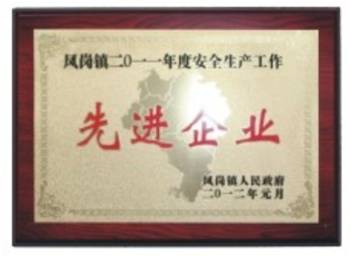 凤岗镇二〇一一年度安全生产工作
先进企业
凤岗镇人民政府
二〇一二年元月